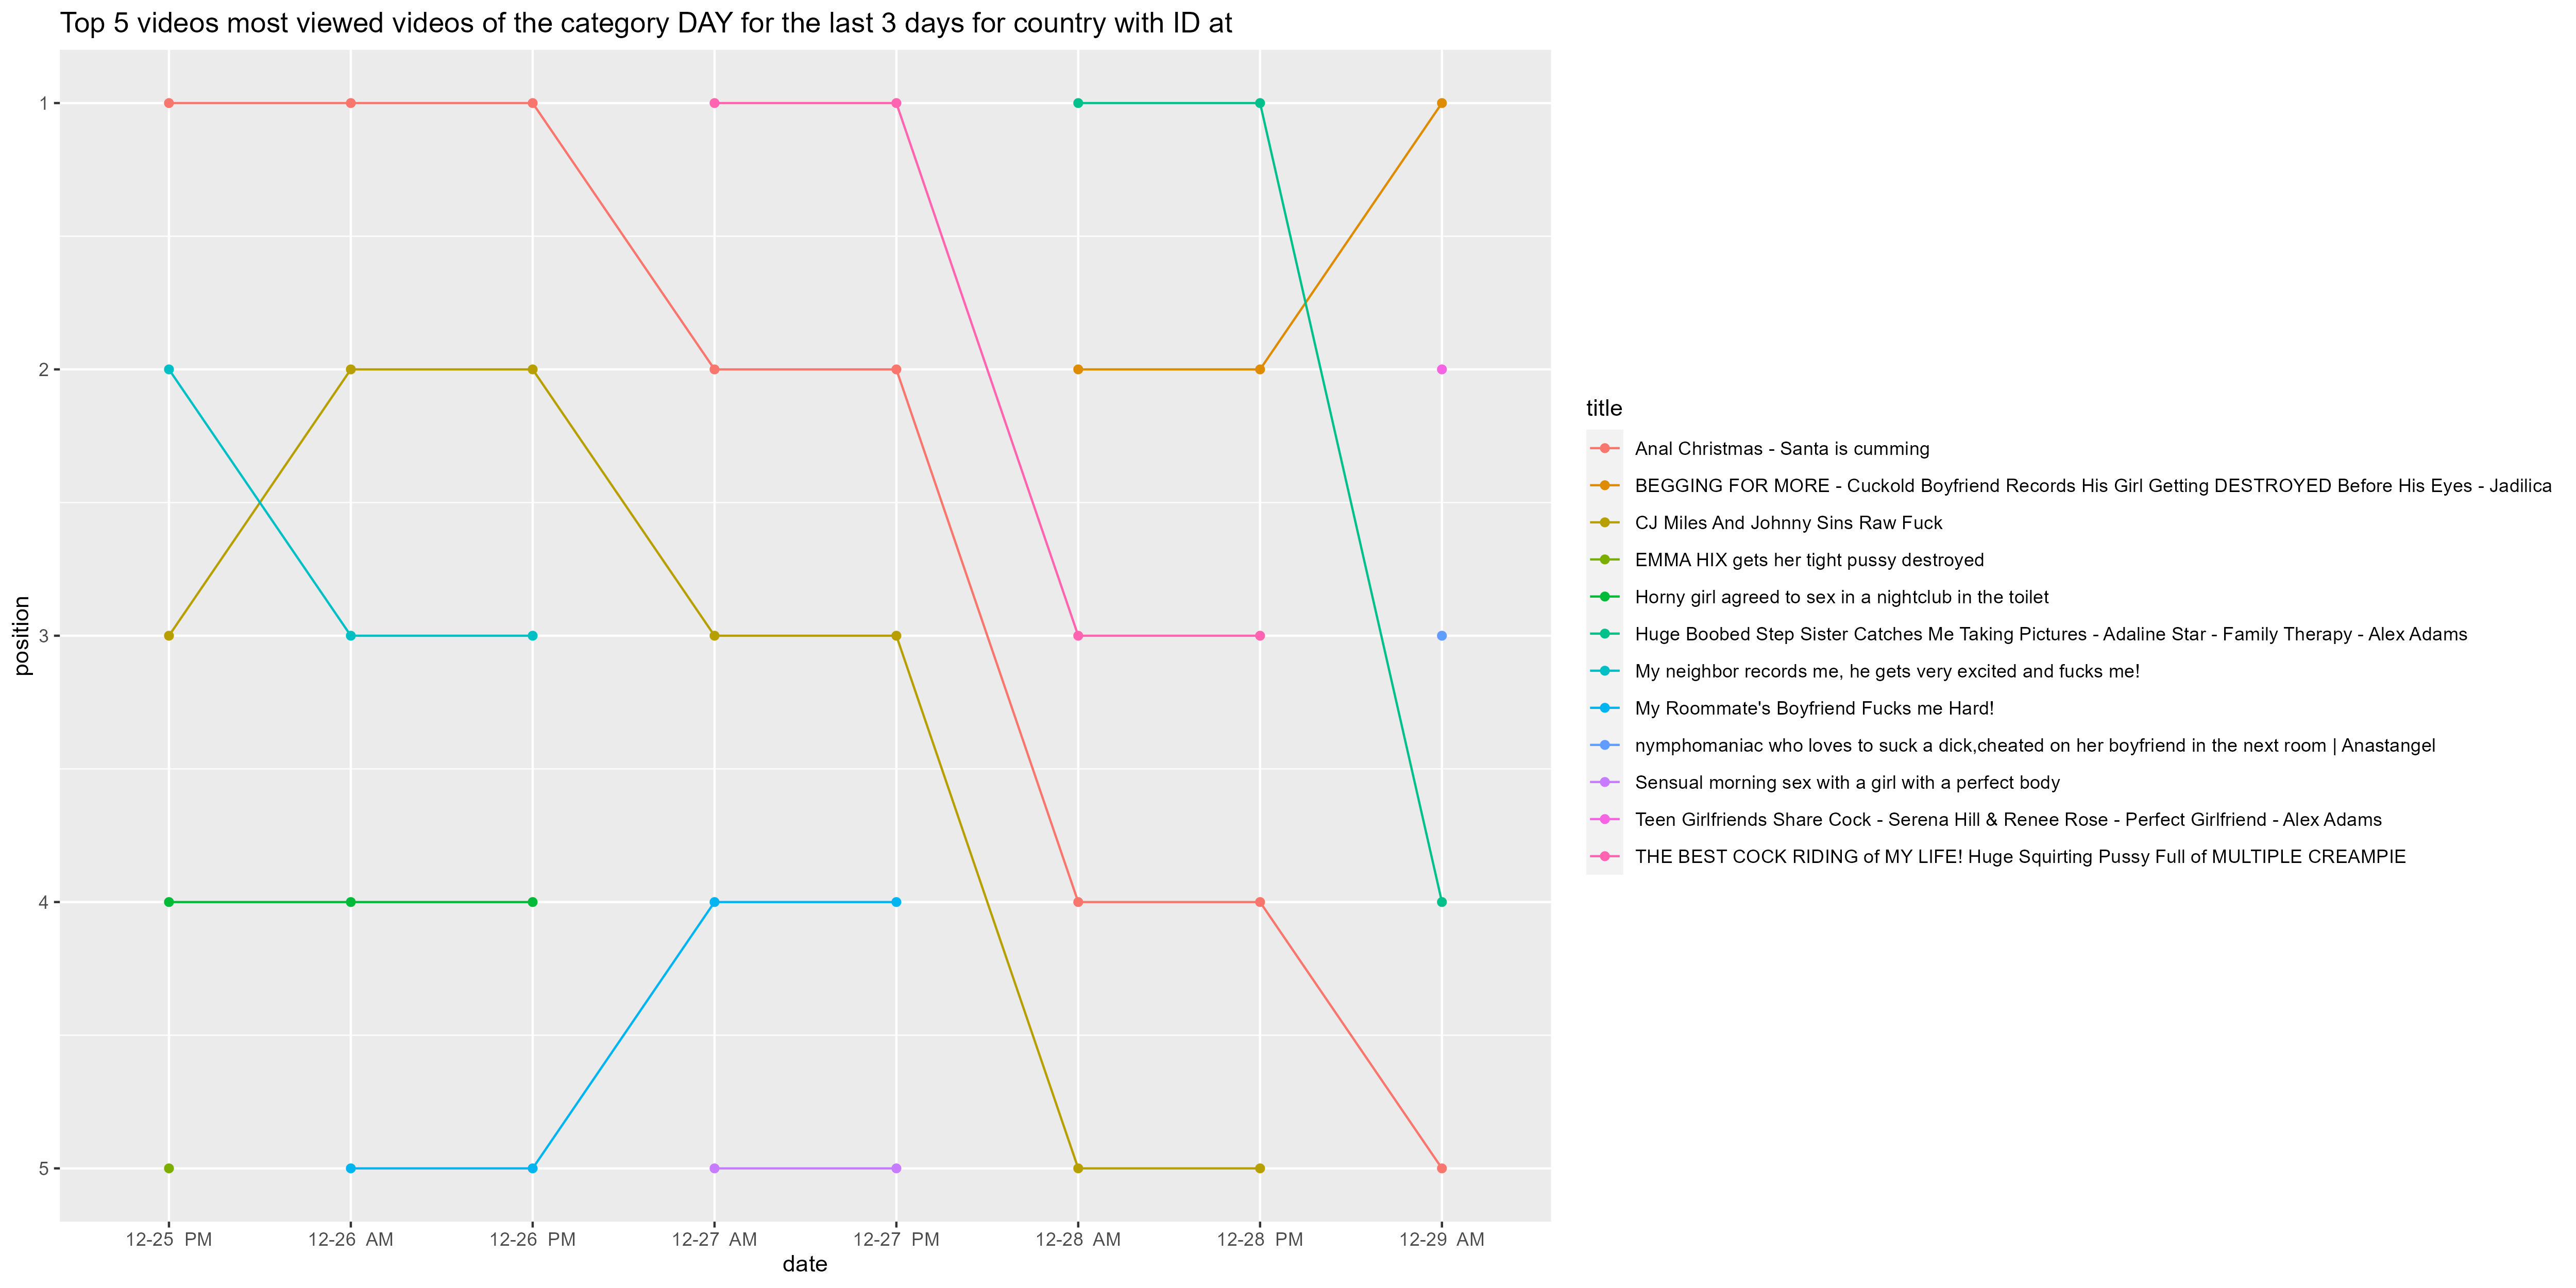 Top 5 videos most viewed videos of the category DAY for the last 3 days for country with ID at
1
2
3
4
5
position
12-25 PM
12-26 AM
12-26 PM
12-27 AM
12-27 PM
12-28 AM
12-28 PM
12-29 AM
date
title
Anal Christmas - Santa is cumming
BEGGING FOR MORE - Cuckold Boyfriend Records His Girl Getting DESTROYED Before His Eyes - Jadilica
CJ Miles And Johnny Sins Raw Fuck
EMMA HIX gets her tight pussy destroyed
Horny girl agreed to sex in a nightclub in the toilet
Huge Boobed Step Sister Catches Me Taking Pictures - Adaline Star - Family Therapy - Alex Adams
My neighbor records me, he gets very excited and fucks me!
My Roommate's Boyfriend Fucks me Hard!
nymphomaniac who loves to suck a dick,cheated on her boyfriend in the next room | Anastangel
Sensual morning sex with a girl with a perfect body
Teen Girlfriends Share Cock - Serena Hill & Renee Rose - Perfect Girlfriend - Alex Adams
THE BEST COCK RIDING of MY LIFE! Huge Squirting Pussy Full of MULTIPLE CREAMPIE